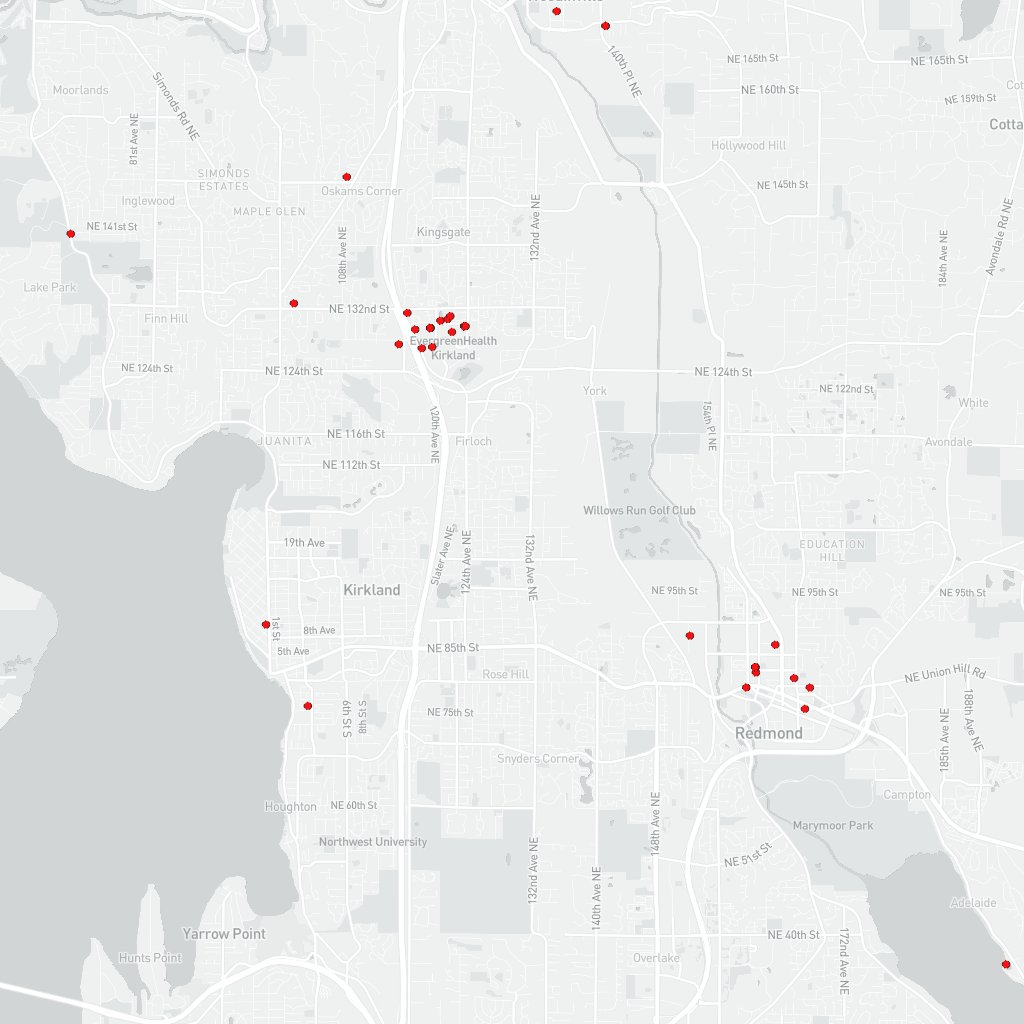 140th Pl NE
NE 165th St
NE 165th St
Simonds Rd NE
Moorlands
NE 160th St
NE 159th St
81st Ave NE
Hollywood Hill
SIMONDS
ESTATES
Oskams Corner
NE 145th St
Inglewood
MAPLE GLEN
132nd Ave NE
Avondale Rd NE
NE 141st St
Kingsgate
108th Ave NE
184th Ave NE
Lake Park
Finn Hill
NE 132nd St
EvergreenHealth
Kirkland
NE 124th St
NE 124th St
NE 124th St
York
NE 122nd St
White
120th Ave NE
154th Pl NE
NE 116th St
JUANITA
Firloch
Avondale
NE 112th St
Willows Run Golf Club
19th Ave
Slater Ave NE
124th Ave NE
132nd Ave NE
EDUCATION
HILL
Kirkland
NE 95th St
NE 95th St
NE 95th St
1st St
8th Ave
5th Ave
NE 85th St
Rose Hill
NE Union Hill Rd
6th St S
8th St S
NE 75th St
185th Ave NE
188th Ave NE
Redmond
Snyders Corner
Campton
Houghton
NE 60th St
148th Ave NE
Marymoor Park
Northwest University
NE 51st St
132nd Ave NE
140th Ave NE
Adelaide
Yarrow Point
NE 40th St
172nd Ave NE
Hunts Point
Overlake